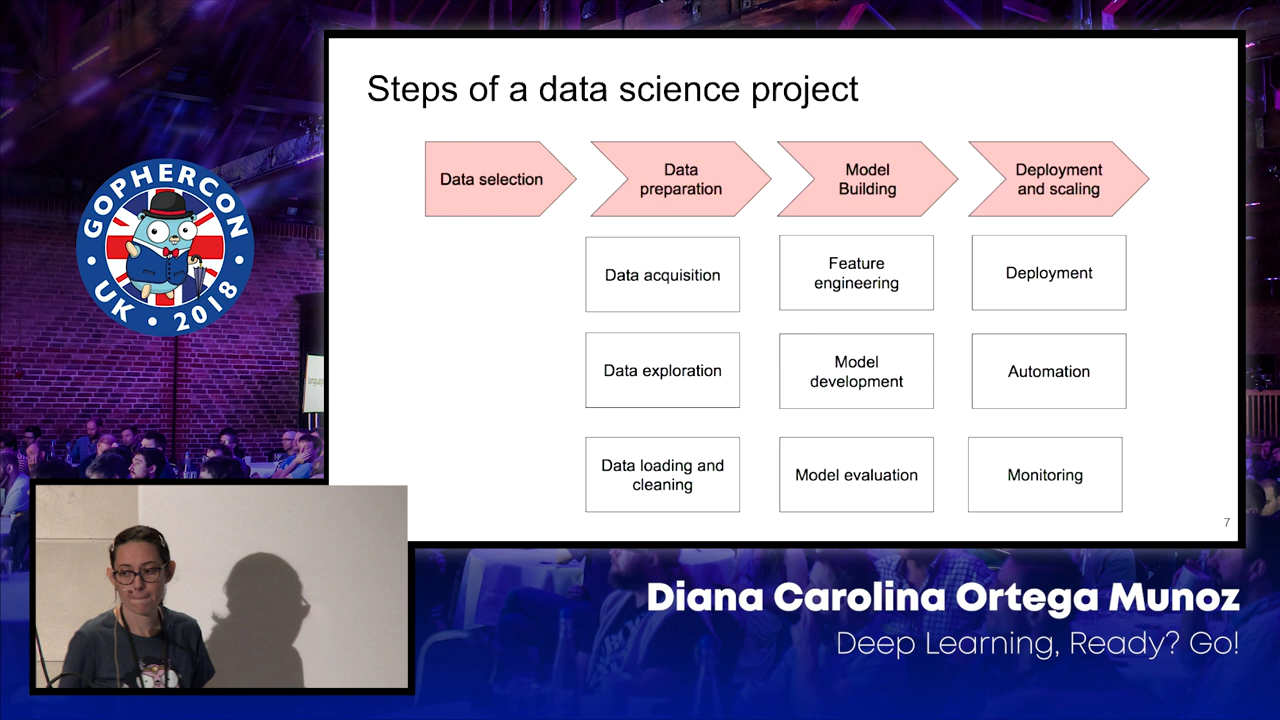 Steps of a data science project
Data selection
Data
preparation
Model
Building
Deployment
and scaling
Data acquisition
Feature
engineering
Deployment
Data exploration
Model
development
Automation
Data loading and
cleaning
Model evaluation
Monitoring
7
GOPHERCON
UK • 2018
Diana Carolina Ortega Munoz
Deep Learning, Ready? Go!